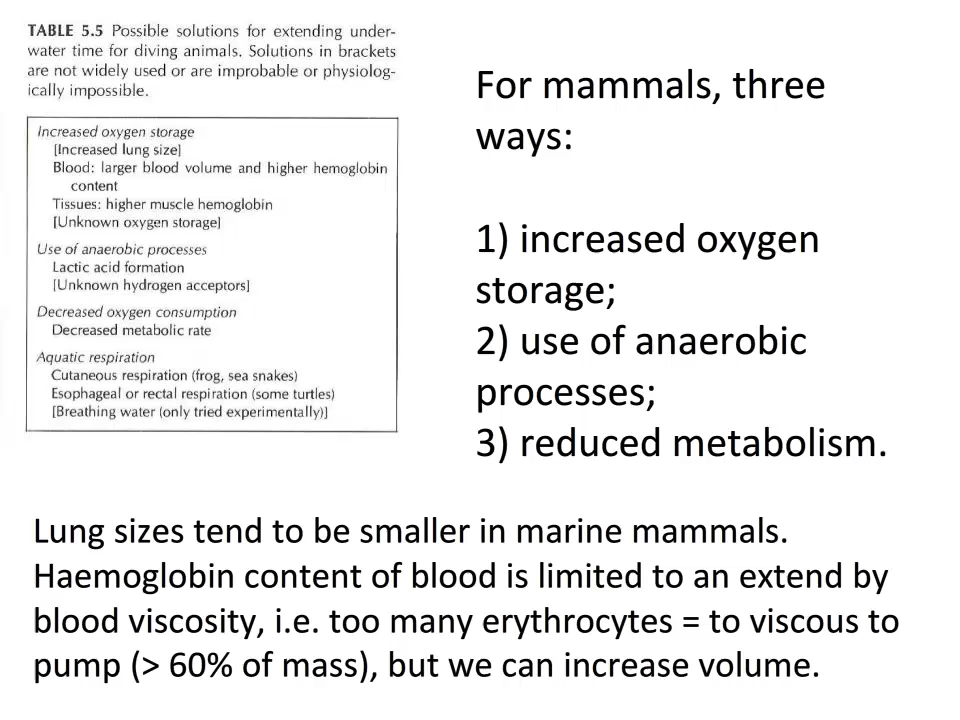 TABLE 5.5 Possible solutions for extending under-
water time for diving animals. Solutions in brackets
are not widely used or are improbable or physiolog-
ically impossible.
Increased oxygen storage
[Increased lung size]
Blood: larger blood volume and higher hemoglobin
content
Tissues: higher muscle hemoglobin
[Unknown oxygen storage]
Use of anaerobic processes
Lactic acid formation
[Unknown hydrogen acceptors]
Decreased oxygen consumption
Decreased metabolic rate
Aquatic respiration
Cutaneous respiration (frog, sea snakes)
Esophageal or rectal respiration (some turtles)
[Breathing water (only tried experimentally)]
For mammals, three
ways:
1) increased oxygen
storage;
2) use of anaerobic
processes;
3) reduced metabolism.
Lung sizes tend to be smaller in marine mammals.
Haemoglobin content of blood is limited to an extend by
blood viscosity, i.e. too many erythrocytes = to viscous to
pump (> 60% of mass), but we can increase volume.